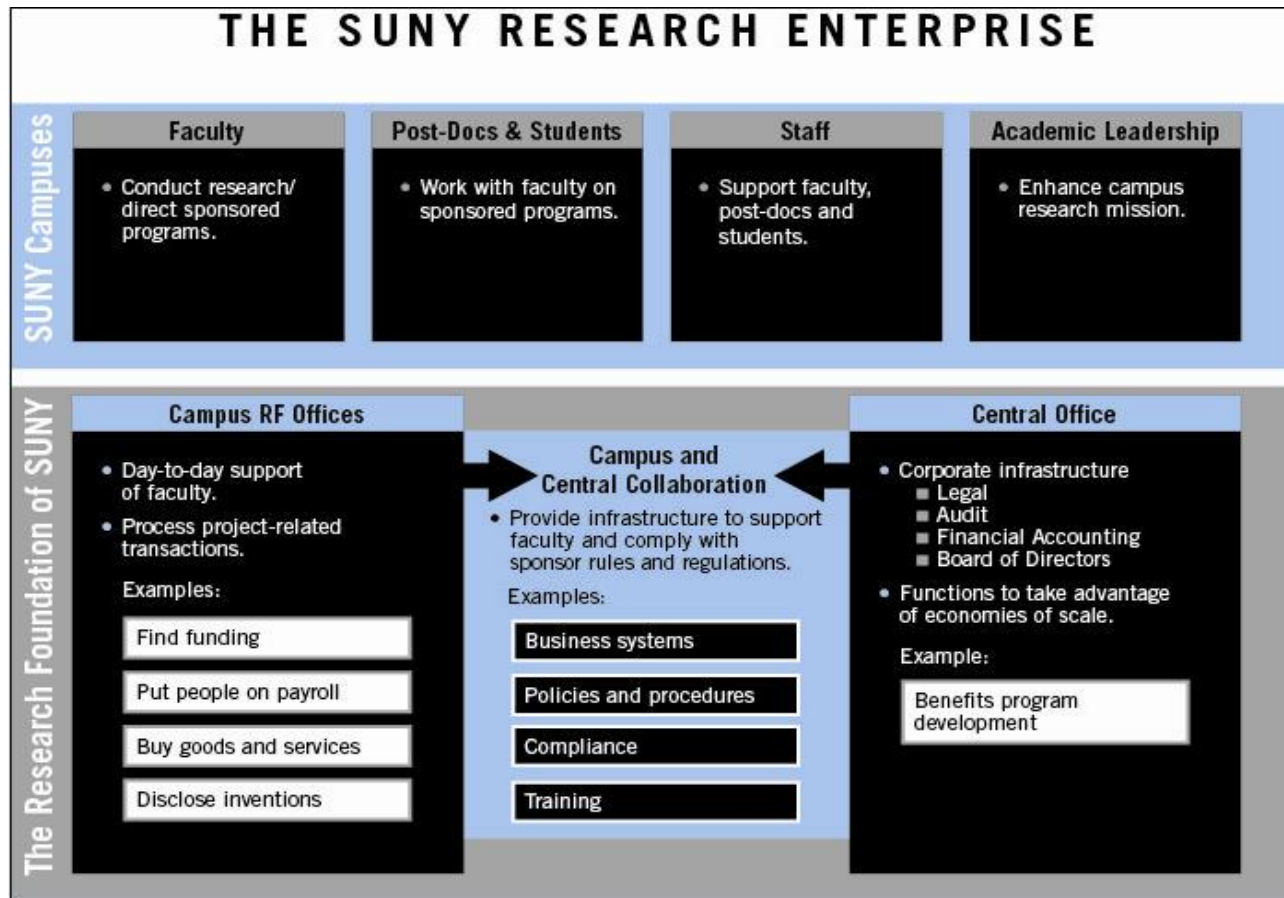 THE SUNY RESEARCH ENTERPRISE
SUNY Campuses
Faculty
• Conduct research/
direct sponsored
programs.
Post-Docs & Students
• Work with faculty on
sponsored programs.
Staff
• Support faculty,
post-docs and
students.
Academic Leadership
• Enhance campus
research mission.
The Research Foundation of SUNY
Campus RF Offices
• Day-to-day support
of faculty.
• Process project-related
transactions.
Examples:
Find funding
Put people on payroll
Buy goods and services
Disclose inventions
Campus and
Central Collaboration
• Provide infrastructure to support
faculty and comply with
sponsor rules and regulations.
Examples:
Business systems
Policies and procedures
Compliance
Training
Central Office
• Corporate infrastructure
■ Legal
■ Audit
■ Financial Accounting
■ Board of Directors
• Functions to take advantage
of economies of scale.
Example:
Benefits program
development